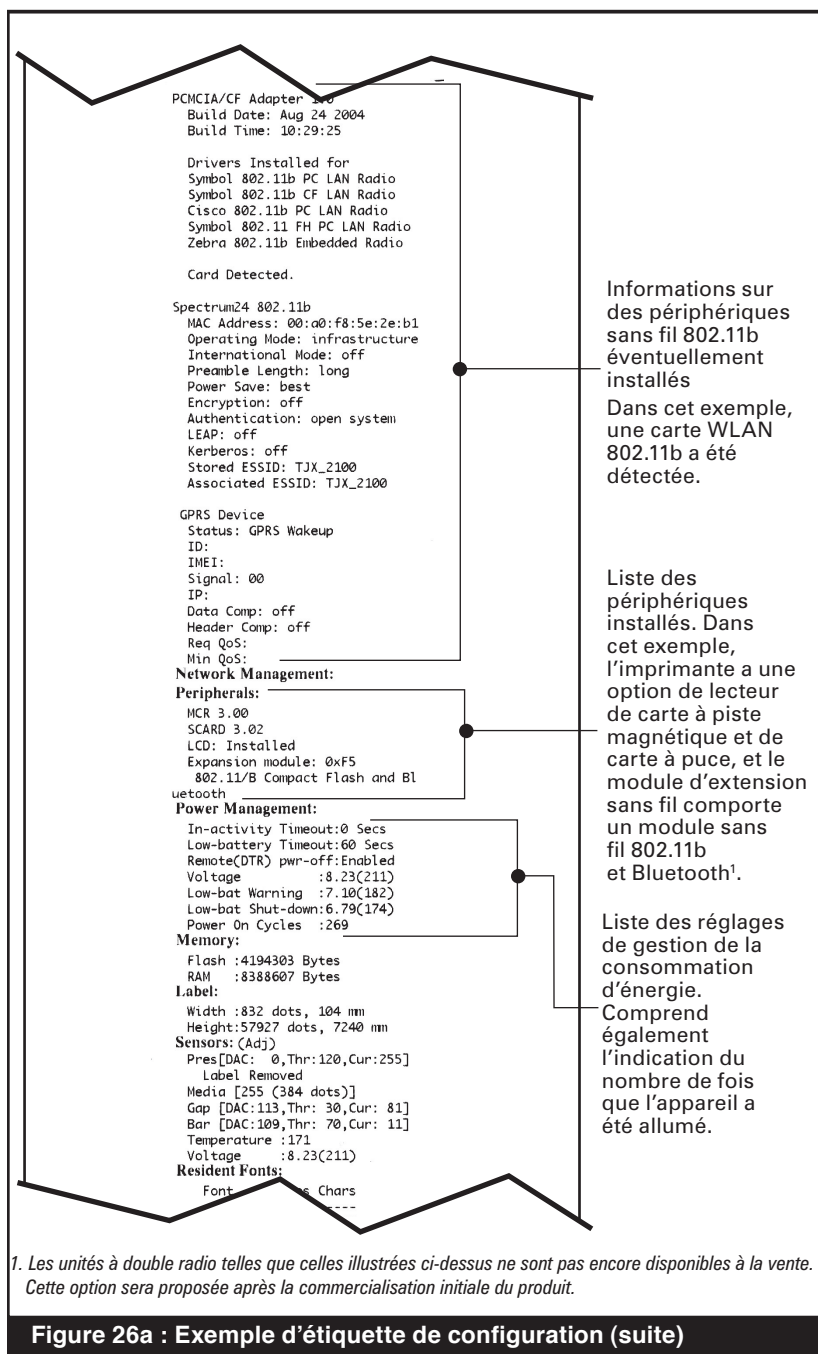 PCMCIA/CF Adapter
Build Date: Aug 24 2004
Build Time: 10:29:25
Drivers Installed for
Symbol 802.11b PC LAN Radio
Symbol 802.11b CF LAN Radio
Cisco 802.11b PC LAN Radio
Symbol 802.11 FH PC LAN Radio
Zebra 802.11b Embedded Radio
Card Detected.
Spectrum24 802.11b
MAC Address: 00:a0:f8:5e:2e:b1
Operating Mode: infrastructure
International Mode: off
Preamble Length: long
Power Save: best
Encryption: off
Authentication: open system
LEAP: off
Kerberos: off
Stored ESSID: TJX_2100
Associated ESSID: TJX_2100
GPRS Device
Status: GPRS Wakeup
ID:
IMEI:
Signal: 00
IP:
Data Comp: off
Header Comp: off
Req QoS:
Min QoS:
Network Management:
Peripherals:
MCR 3.00
SCARD 3.02
LCD: Installed
Expansion module: 0xF5
802.11/B Compact Flash and Bl
uetooth
Power Management:
In-activity Timeout:0 Secs
Low-battery Timeout:60 Secs
Remote(DTR) pwr-off:Enabled
Voltage :8.23(211)
Low-bat Warning :7.10(182)
Low-bat Shut-down:6.79(174)
Power On Cycles :269
Memory:
Flash :4194303 Bytes
RAM :8388607 Bytes
Label:
Width :832 dots, 104 mm
Height:57927 dots, 7240 mm
Sensors: (Adj)
Pres[DAC: 0,Thr:120,Cur:255]
Label Removed
Media [255 (384 dots)]
Gap [DAC:113,Thr: 30,Cur: 81]
Bar [DAC:109,Thr: 70,Cur: 11]
Temperature :171
Voltage :8.23(211)
Resident Fonts:
Font Chars
Informations sur
des périphériques
sans fil 802.11b
éventuellement
installés
Dans cet exemple,
une carte WLAN
802.11b a été
détectée.
Liste des
périphériques
installés. Dans
cet exemple,
l'imprimante a une
option de lecteur
de carte à piste
magnétique et de
carte à puce, et le
module d'extension
sans fil comporte
un module sans
fil 802.11b
et Bluetooth1.
Liste des réglages
de gestion de la
consommation
d'énergie.
Comprend
également
l'indication du
nombre de fois
que l'appareil a
été allumé.
1. Les unités à double radio telles que celles illustrées ci-dessus ne sont pas encore disponibles à la vente.
Cette option sera proposée après la commercialisation initiale du produit.
Figure 26a : Exemple d'étiquette de configuration (suite)